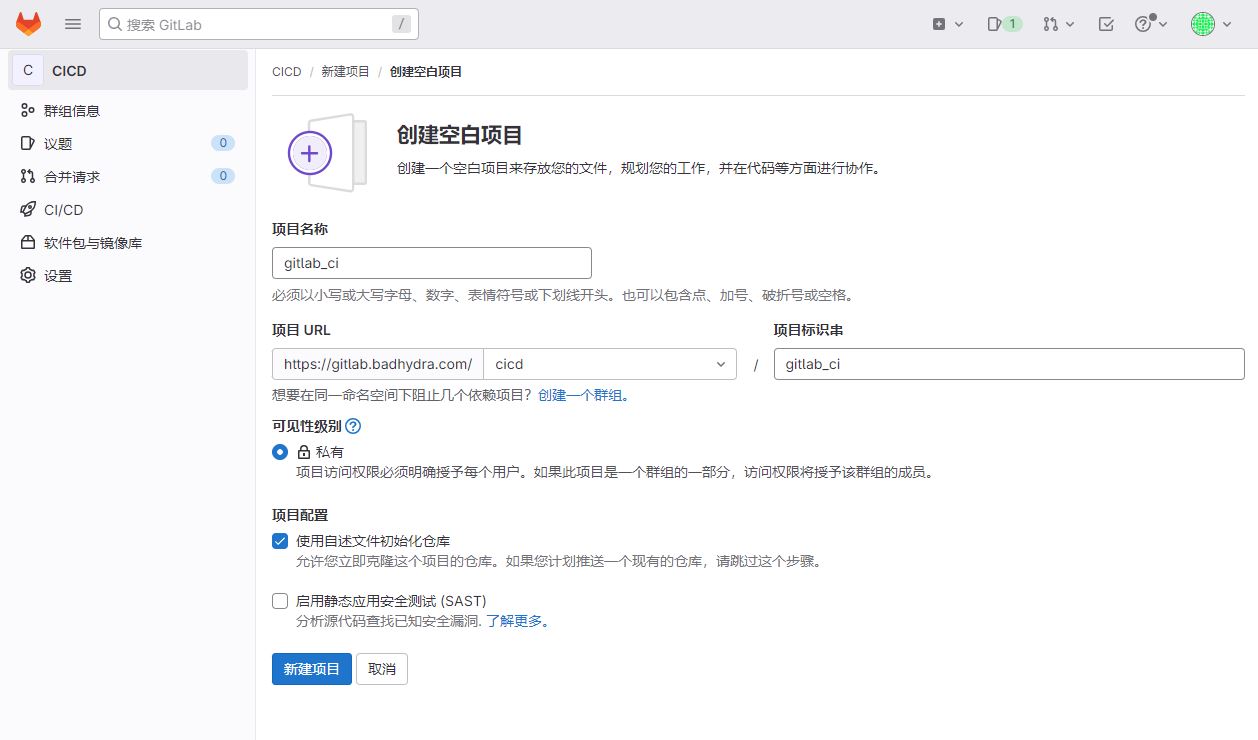 搜索 GitLab
/
1
C
CICD
群组信息
议题
0
合并请求
0
CI/CD
软件包与镜像库
设置
CICD / 新建项目 / 创建空白项目
创建空白项目
创建一个空白项目来存放您的文件，规划您的工作，并在代码等方面进行协作。
项目名称
gitlab_ci
必须以小写或大写字母、数字、表情符号或下划线开头。也可以包含点、加号、破折号或空格。
项目 URL
项目标识串
https://gitlab.badhydra.com/ cicd / gitlab_ci
想要在同一命名空间下阻止几个依赖项目？创建一个群组。
可见性级别
私有
项目访问权限必须明确授予每个用户。如果此项目是一个群组的一部分，访问权限将授予该群组的成员。
项目配置
使用自述文件初始化仓库
允许您立即克隆这个项目的仓库。如果您计划推送一个现有的仓库，请跳过这个步骤。
启用静态应用安全测试 (SAST)
分析源代码查找已知安全漏洞. 了解更多。
新建项目 取消